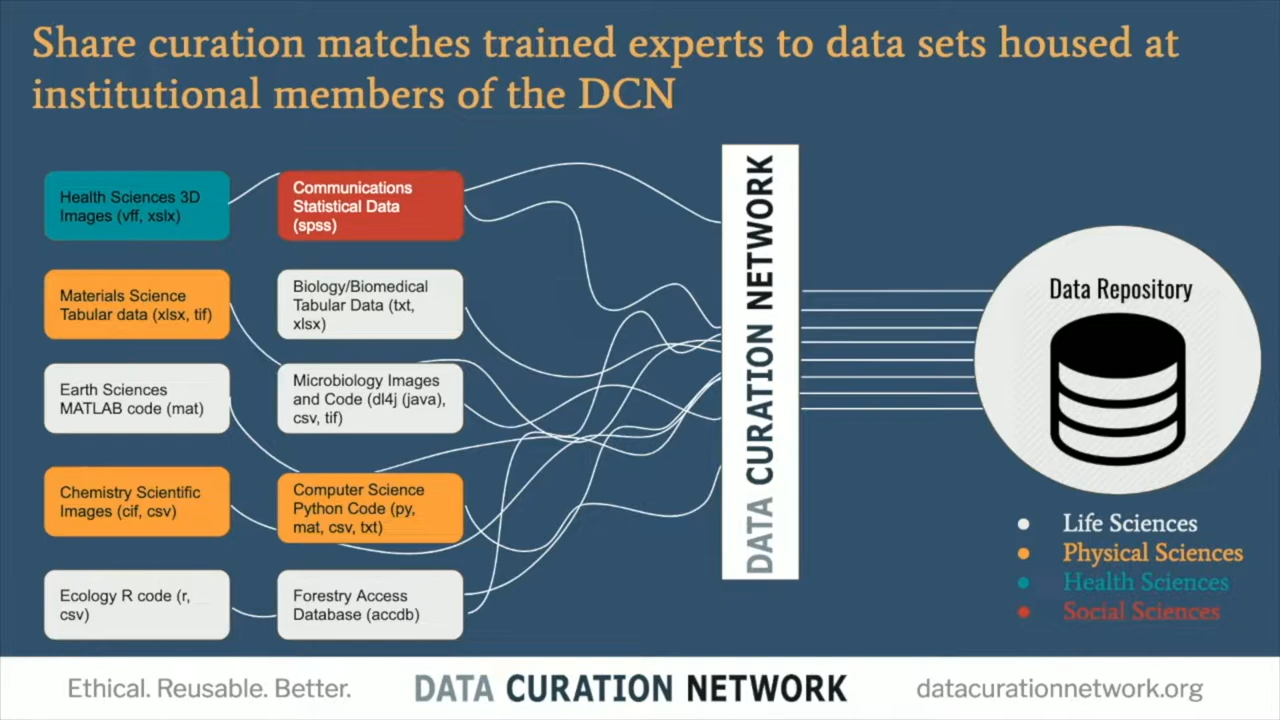 Share curation matches trained experts to data sets housed at
institutional members of the DCN
Health Sciences 3D
Images (vff, xslx)
Communications
Statistical Data
(spss)
Materials Science
Tabular data (xlsx, tif)
Biology/Biomedical
Tabular Data (txt,
xlsx)
Earth Sciences
MATLAB code (mat)
Microbiology Images
and Code (dl4j (java),
csv, tif)
Chemistry Scientific
Images (cif, csv)
Computer Science
Python Code (py,
mat, csv, txt)
Ecology R code (r,
csv)
Forestry Access
Database (accdb)
DATA CURATION NETWORK
Data Repository
Life Sciences
Physical Sciences
Health Sciences
Social Sciences
Ethical. Reusable. Better.
DATA CURATION NETWORK
datacurationnetwork.org